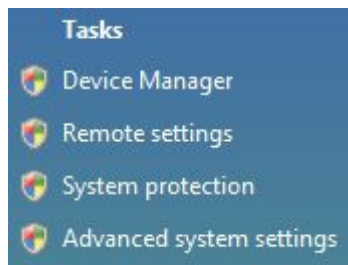 Tasks
Device Manager
Remote settings
System protection
Advanced system settings